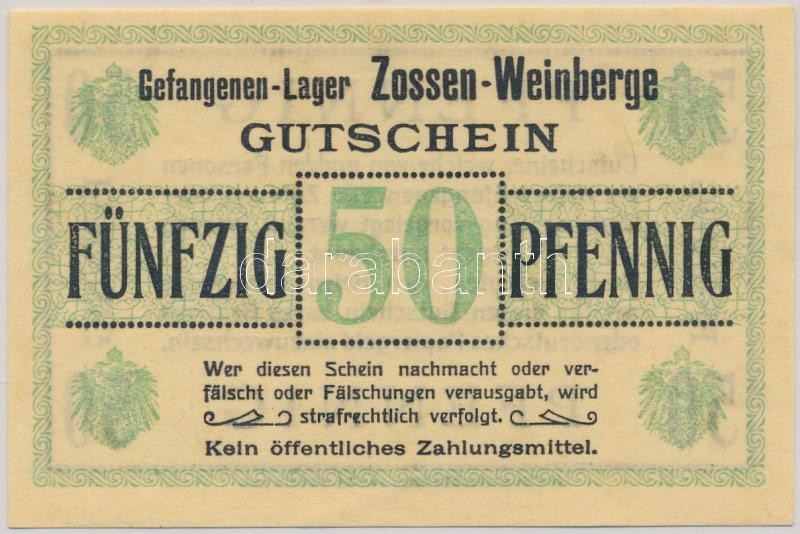 Gefangenen-Lager Zossen-Weinberge
GUTSCHEIN
FÜNFZIG 50 PFENNIG
darabanth
Wer diesen Schein nachmacht oder ver-
fälscht oder Fälschungen verausgabt, wird
strafrechtlich verfolgt.
Kein öffentliches Zahlungsmittel.